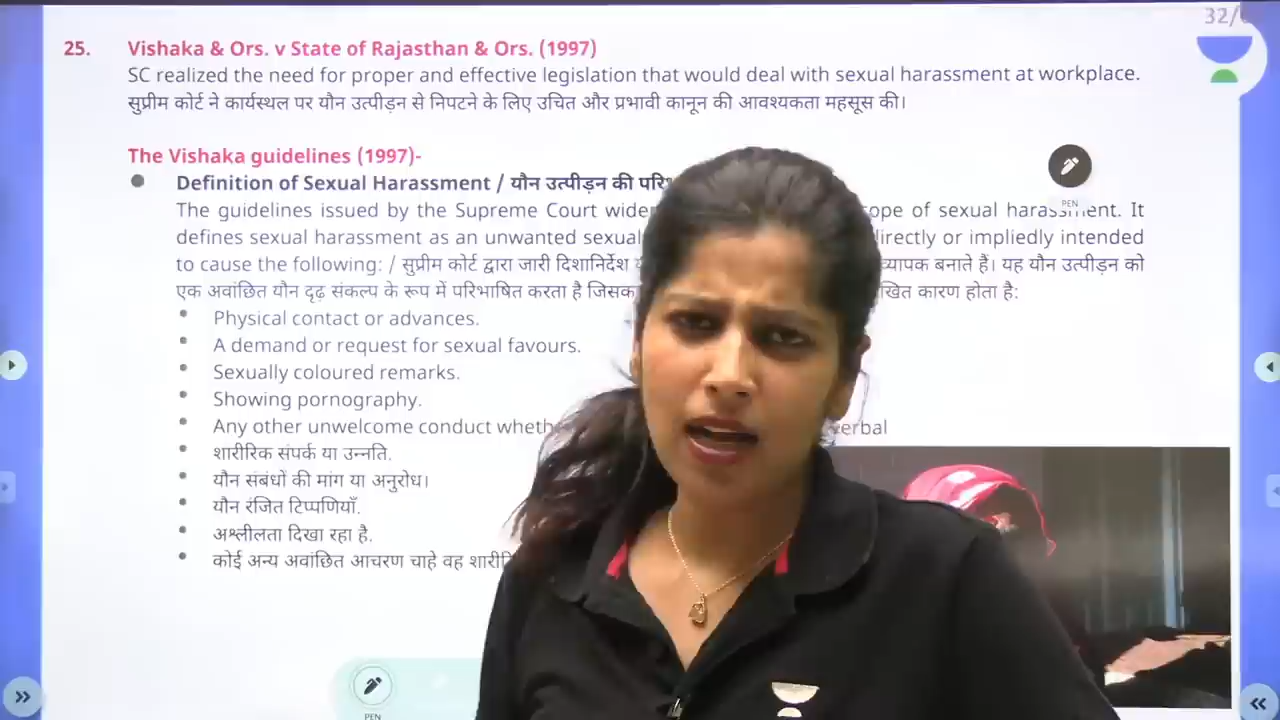 32/
25. Vishaka & Ors. v State of Rajasthan & Ors. (1997)
SC realized the need for proper and effective legislation that would deal with sexual harassment at workplace.
सुप्रीम कोर्ट ने कार्यस्थल पर यौन उत्पीड़न से निपटने के लिए उचित और प्रभावी कानून की आवश्यकता महसूस की।
The Vishaka guidelines (1997)-
Definition of Sexual Harassment / यौन उत्पीड़न की
The guidelines issued by the Supreme Court of sexual harassment. It
defines sexual harassment as an unwanted sexual directly or impliedly intended
to cause the following: / सुप्रीम कोर्ट द्वारा जारी दिशानिर्देश व्यापक बनाते हैं। यह यौन उत्पीड़न को
एक अवांछित यौन दृढ़ संकल्प के रूप में परिभाषित करता है कारण होता है:
Physical contact or advances.
A demand or request for sexual favours.
Sexually coloured remarks.
Showing pornography.
Any other unwelcome conduct
शारीरिक संपर्क या उन्नति.
यौन संबंधों की मांग या अनुरोध।
यौन रंजित टिप्पणियाँ.
अश्लीलता दिखा रहा है.
कोई अन्य अवांछित आचरण चाहे वह
PEN
PEN